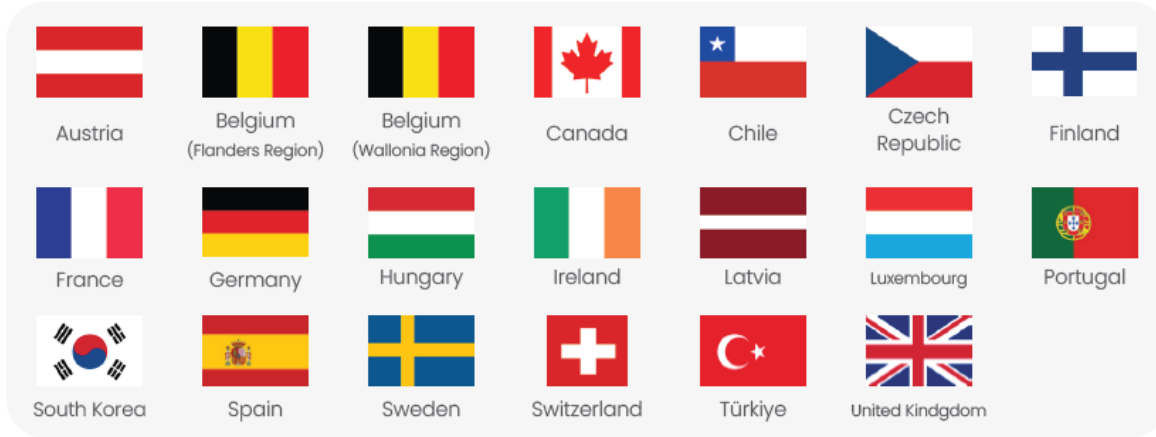 Austria
Belgium
(Flanders Region)
Belgium
(Wallonia Region)
Canada
Chile
Czech
Republic
Finland
France
Germany
Hungary
Ireland
Latvia
Luxembourg
Portugal
South Korea
Spain
Sweden
Switzerland
Türkiye
United Kindgdom